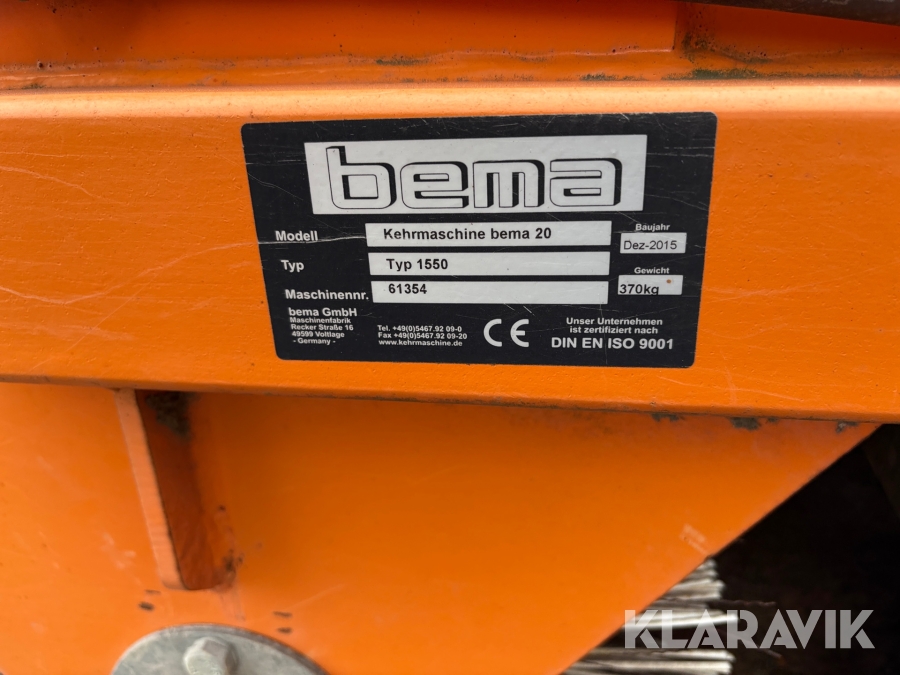 bema
Modell Kehrmaschine bema 20
Baujahr
Dez-2015
Typ Typ 1550
Gewicht
370kg
Maschinennr. 61354
bema GmbH
Maschinenfabrik
Recker Straße 16
49599 Voltlage
- Germany -
Tel. +49(0)5467.92 09-0
Fax +49(0)5467.92 09-20
www.kehrmaschine.de
CE
Unser Unternehmen
ist zertifiziert nach
DIN EN ISO 9001
KLARAVIK